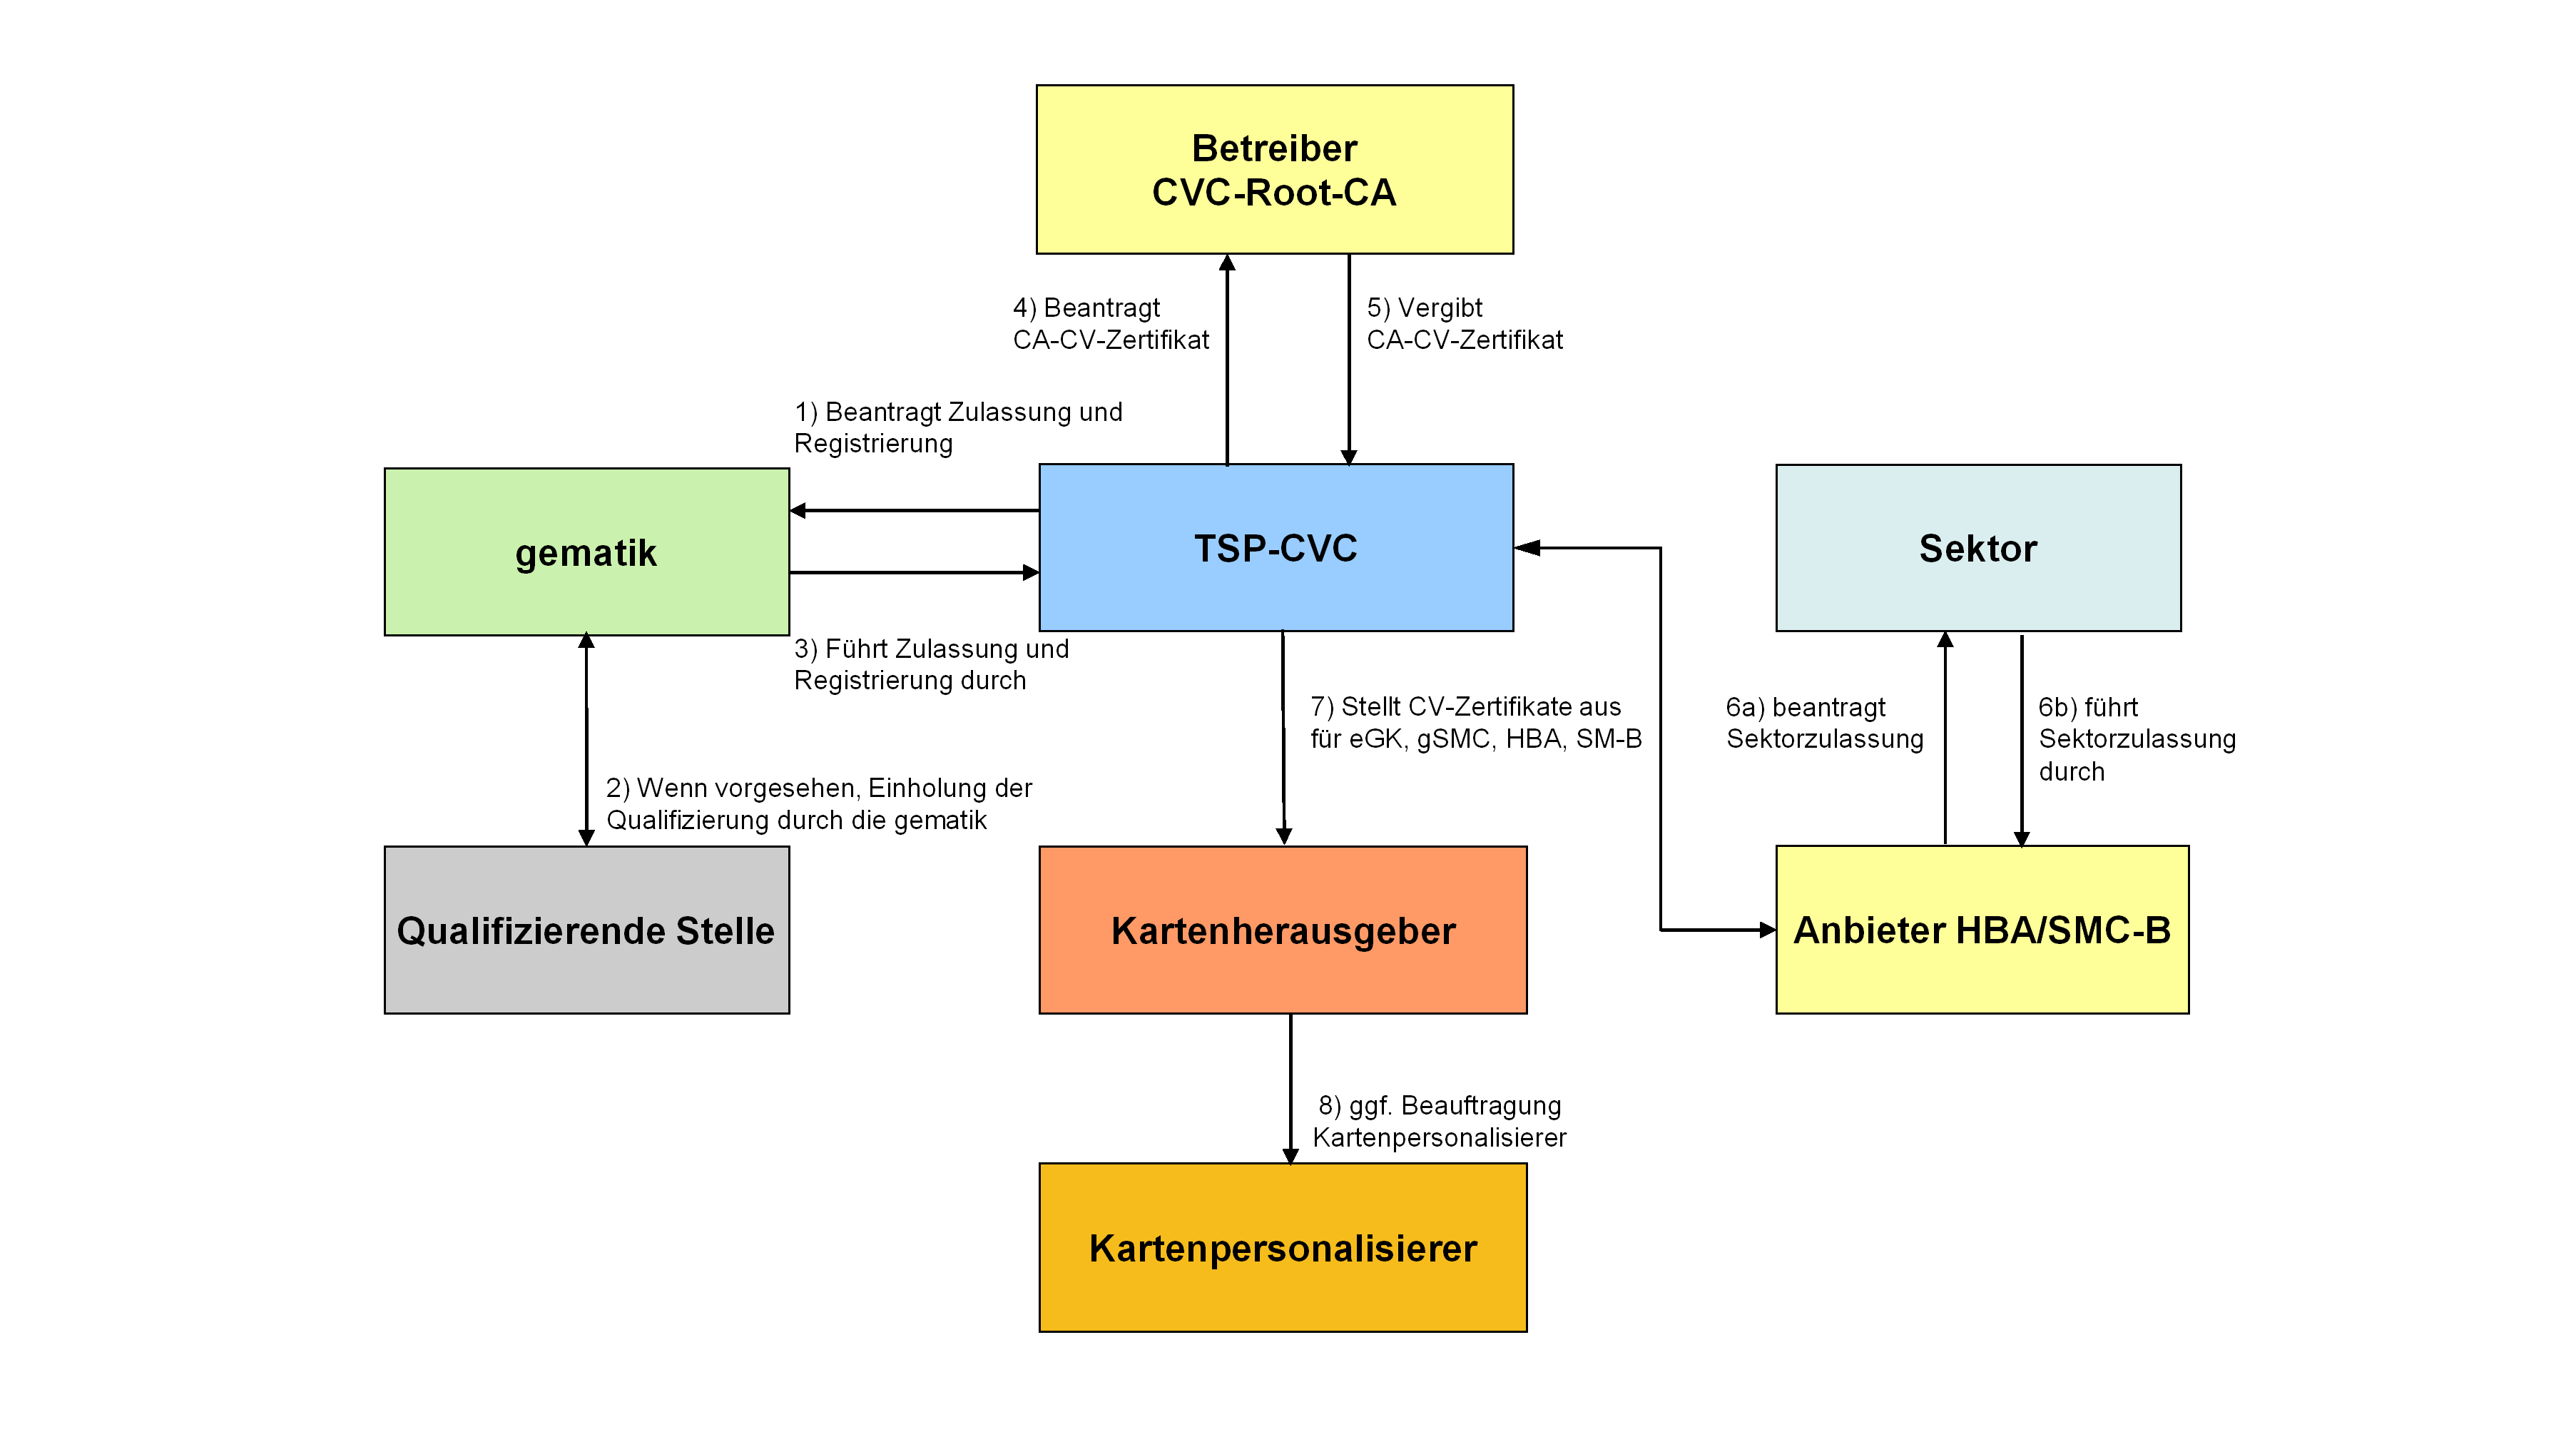 Betreiber
CVC-Root-CA
4) Beantragt
CA-CV-Zertifikat
5) Vergibt
CA-CV-Zertifikat
1) Beantragt Zulassung und
Registrierung
gematik
TSP-CVC
Sektor
3) Führt Zulassung und
Registrierung durch
7) Stellt CV-Zertifikate aus
für eGK, gSMC, HBA, SM-B
6a) beantragt
Sektorzulassung
6b) führt
Sektorzulassung
durch
2) Wenn vorgesehen, Einholung der
Qualifizierung durch die gematik
Qualifizierende Stelle
Kartenherausgeber
Anbieter HBA/SMC-B
8) ggf. Beauftragung
Kartenpersonalisierer
Kartenpersonalisierer